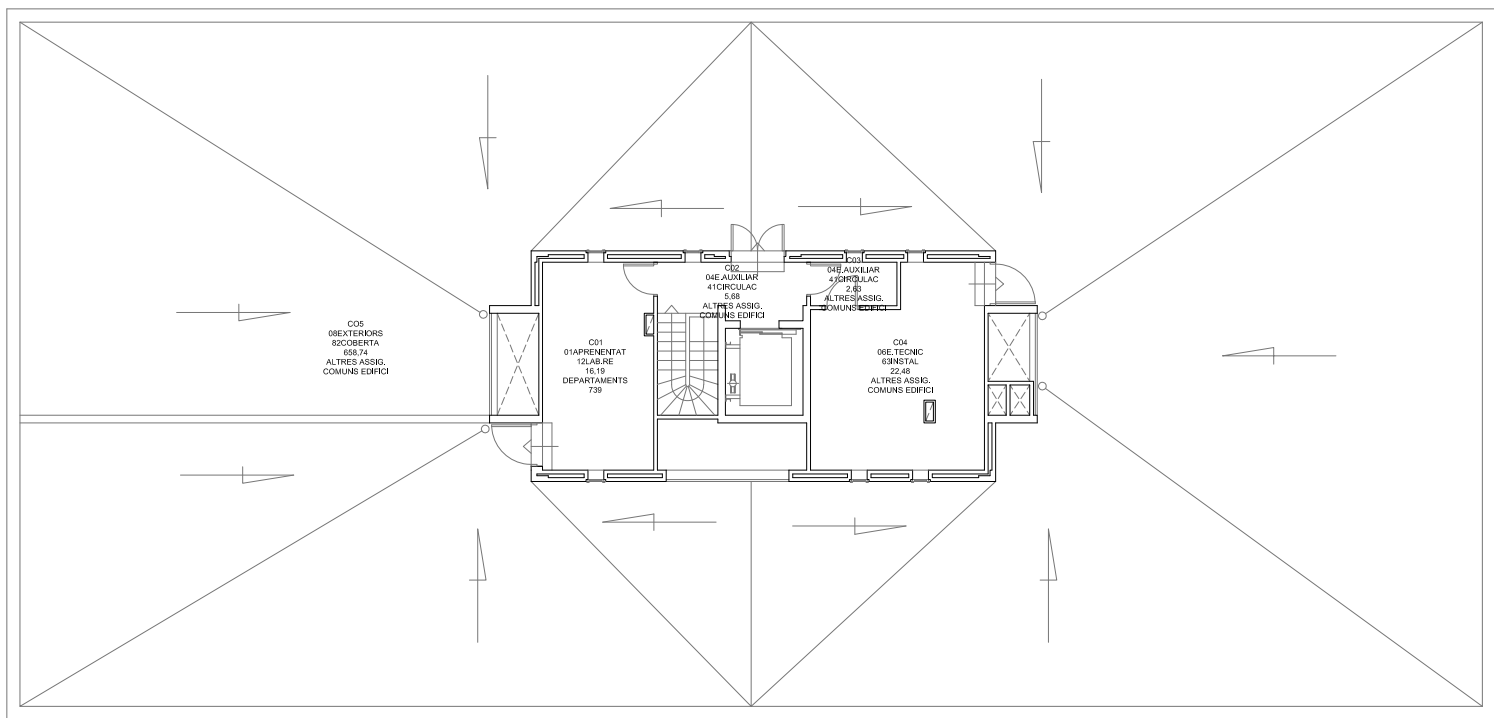 CO5
08EXTERIORS
82COBERTA
658,74
ALTRES ASSIG.
COMUNS EDIFICI
C01
01APRENENTAT
12LAB.RE
16,19
DEPARTAMENTS
739
C02
04E.AUXILIAR
41CIRCULAC
5,68
ALTRES ASSIG.
COMUNS EDIFICI
C03
04E.AUXILIAR
41CIRCULAC
2,63
ALTRES ASSIG.
COMUNS EDIFICI
C04
06E.TECNIC
63INSTAL
22,48
ALTRES ASSIG.
COMUNS EDIFICI